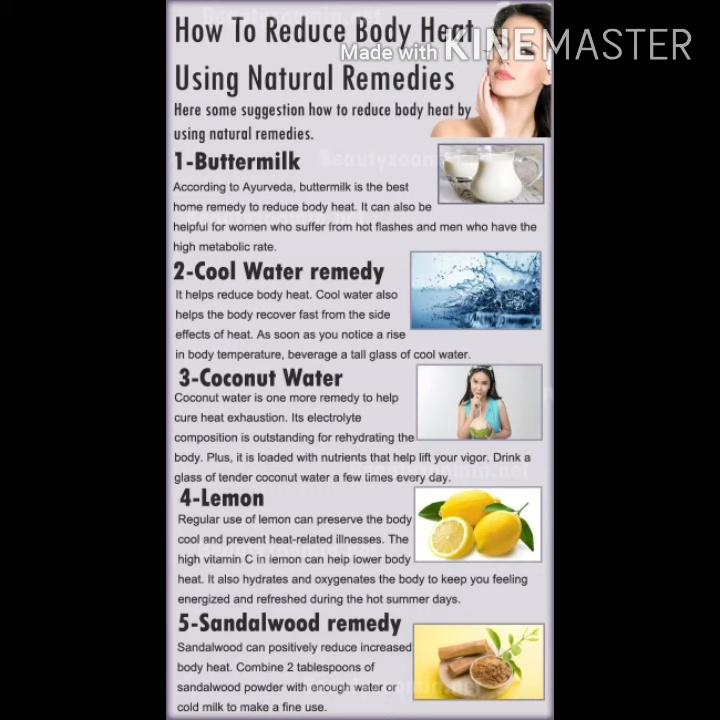 How To Reduce Body Heat
Made with KINEMASTER
Using Natural Remedies
Here some suggestion how to reduce body heat by
using natural remedies.
1-Buttermilk
According to Ayurveda, buttermilk is the best
home remedy to reduce body heat. It can also be
helpful for women who suffer from hot flashes and men who have the
high metabolic rate.
2-Cool Water remedy
It helps reduce body heat. Cool water also
helps the body recover fast from the side
effects of heat. As soon as you notice a rise
in body temperature, beverage a tall glass of cool water.
3-Coconut Water
Coconut water is one more remedy to help
cure heat exhaustion. Its electrolyte
composition is outstanding for rehydrating the
body. Plus, it is loaded with nutrients that help lift your vigor. Drink a
glass of tender coconut water a few times every day.
4-Lemon
Regular use of lemon can preserve the body
cool and prevent heat-related illnesses. The
high vitamin C in lemon can help lower body
heat. It also hydrates and oxygenates the body to keep you feeling
energized and refreshed during the hot summer days.
5-Sandalwood remedy
Sandalwood can positively reduce increased
body heat. Combine 2 tablespoons of
sandalwood powder with enough water or
cold milk to make a fine use.